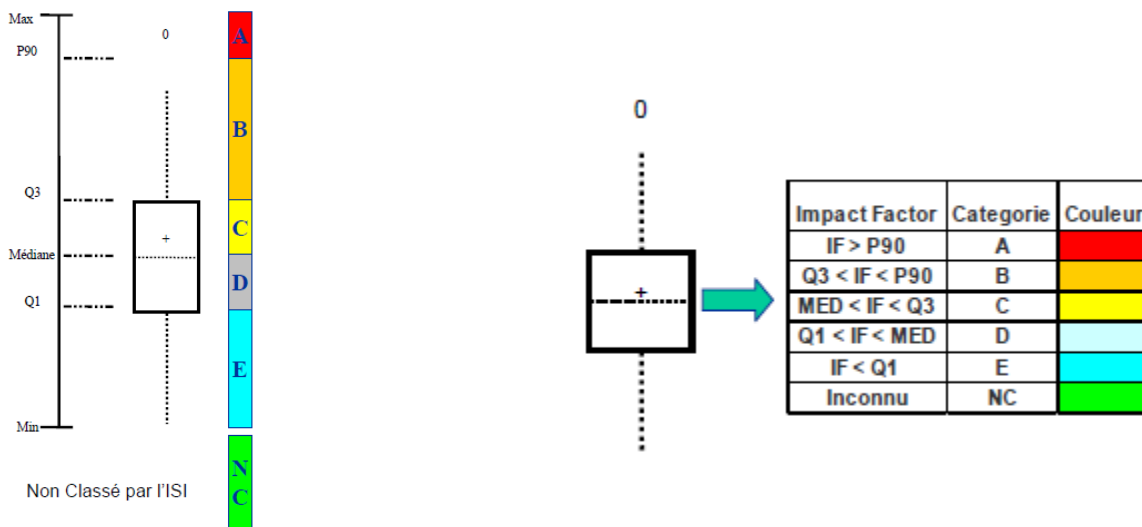 Max
0
A
P90
B
Q3
C
+
Médiane
D
Q1
E
Min
N
C
Non Classé par l'ISI
0
+
Impact Factor Categorie Couleur
IF > P90 A
Q3 < IF < P90 B
MED < IF < Q3 C
Q1 < IF < MED D
IF < Q1 E
Inconnu NC